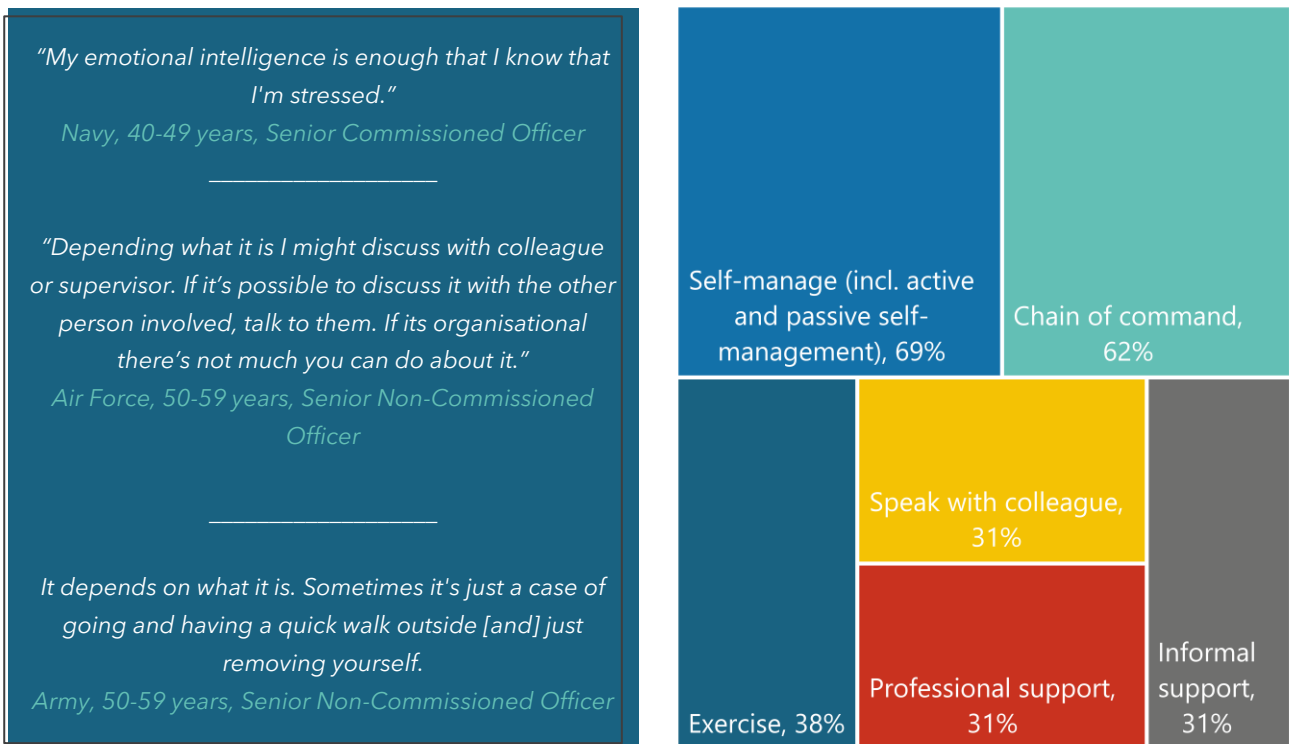 “My emotional intelligence is enough that I know that
I'm stressed.”
Navy, 40-49 years, Senior Commissioned Officer
___________________
“Depending what it is I might discuss with colleague
or supervisor. If it’s possible to discuss it with the other
person involved, talk to them. If its organisational
there’s not much you can do about it.”
Air Force, 50-59 years, Senior Non-Commissioned
Officer
___________________
It depends on what it is. Sometimes it's just a case of
going and having a quick walk outside [and] just
removing yourself.
Army, 50-59 years, Senior Non-Commissioned Officer
Self-manage (incl. active
and passive self-
management), 69%
Chain of command,
62%
Exercise, 38%
Speak with colleague,
31%
Professional support,
31%
Informal
support,
31%